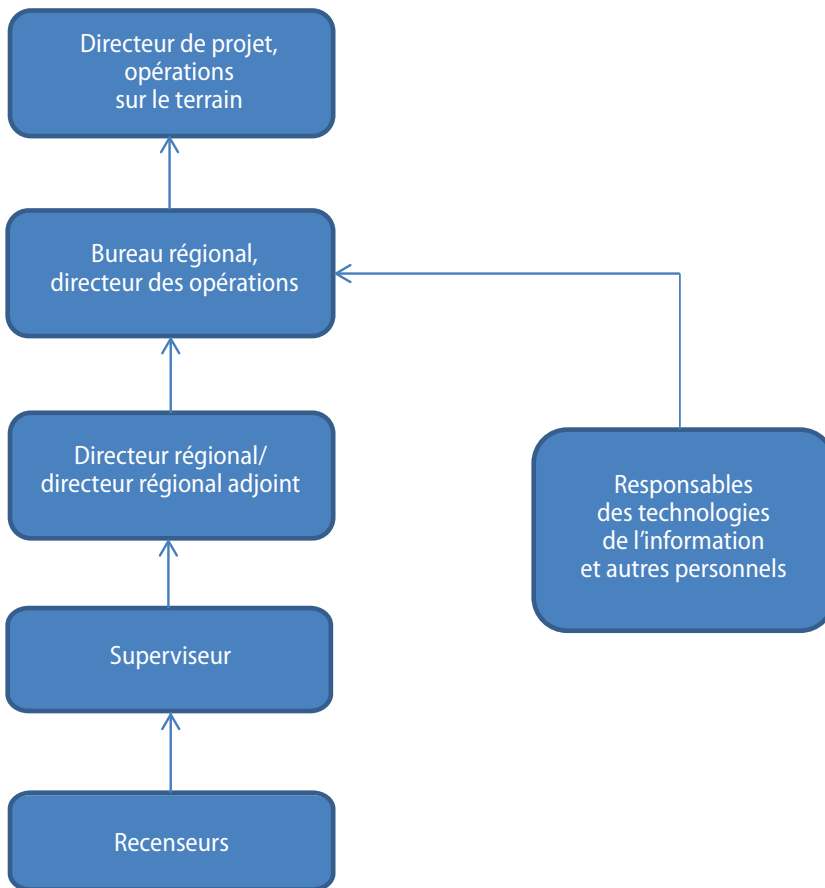 Directeur de projet,
opérations
sur le terrain
Bureau régional,
directeur des opérations
Directeur régional/
directeur régional adjoint
Responsables
des technologies
de l'information
et autres personnels
Superviseur
Recenseurs